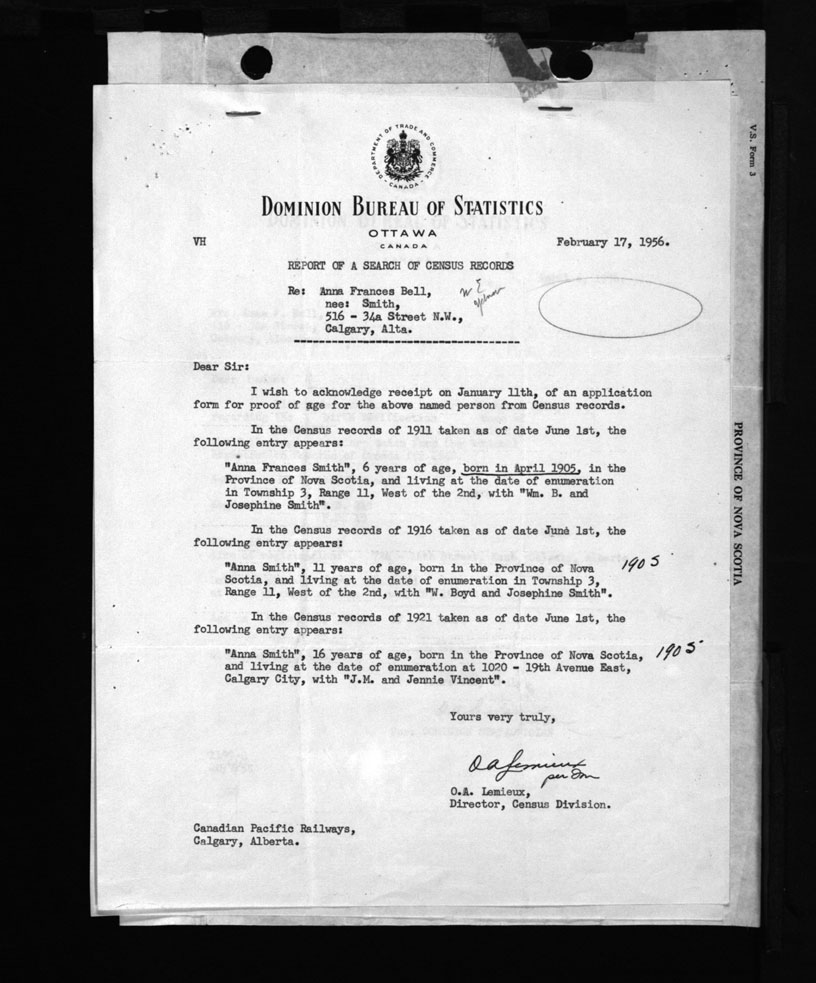 DEPARTMENT OF TRADE AND COMMERCE
CANADA
DOMINION BUREAU OF STATISTICS
OTTAWA
CANADA
VH
February 17, 1956.
REPORT OF A SEARCH OF CENSUS RECORDS
Re: Anna Frances Bell,
nee: Smith,
516 - 34a Street N.W.,
Calgary, Alta.
Dear Sir:
I wish to acknowledge receipt on January 11th, of an application
form for proof of age for the above named person from Census records.
In the Census records of 1911 taken as of date June 1st, the
following entry appears:
"Anna Frances Smith", 6 years of age, born in April 1905, in the
Province of Nova Scotia, and living at the date of enumeration
in Township 3, Range 11, West of the 2nd, with "Wm. B. and
Josephine Smith".
In the Census records of 1916 taken as of date June 1st, the
following entry appears:
"Anna Smith", 11 years of age, born in the Province of Nova 1905
Scotia, and living at the date of enumeration in Township 3,
Range 11, West of the 2nd, with "W. Boyd and Josephine Smith".
In the Census records of 1921 taken as of date June 1st, the
following entry appears:
"Anna Smith", 16 years of age, born in the Province of Nova Scotia, 1905
and living at the date of enumeration at 1020 - 19th Avenue East,
Calgary City, with "J.M. and Jennie Vincent".
Yours very truly,
OA Lemieux
per
O.A. Lemieux,
Director, Census Division.
Canadian Pacific Railways,
Calgary, Alberta.
V.S. Form 3
PROVINCE OF NOVA SCOTIA